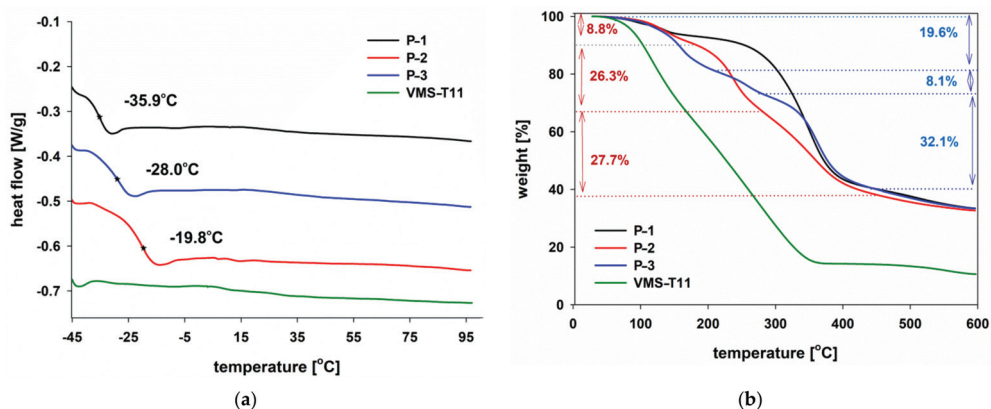 -0.1
-0.2
-0.3
-0.4
-0.5
-0.6
-0.7
heat flow [W/g]
P–1
P–2
P–3
VMS–T11
-35.9°C
-28.0°C
-19.8°C
-45 -25 -5 15 35 55 75 95
temperature [°C]
(a)
100
80
60
40
20
0
weight [%]
8.8%
26.3%
27.7%
19.6%
8.1%
32.1%
P–1
P–2
P–3
VMS–T11
0 100 200 300 400 500 600
temperature [°C]
(b)